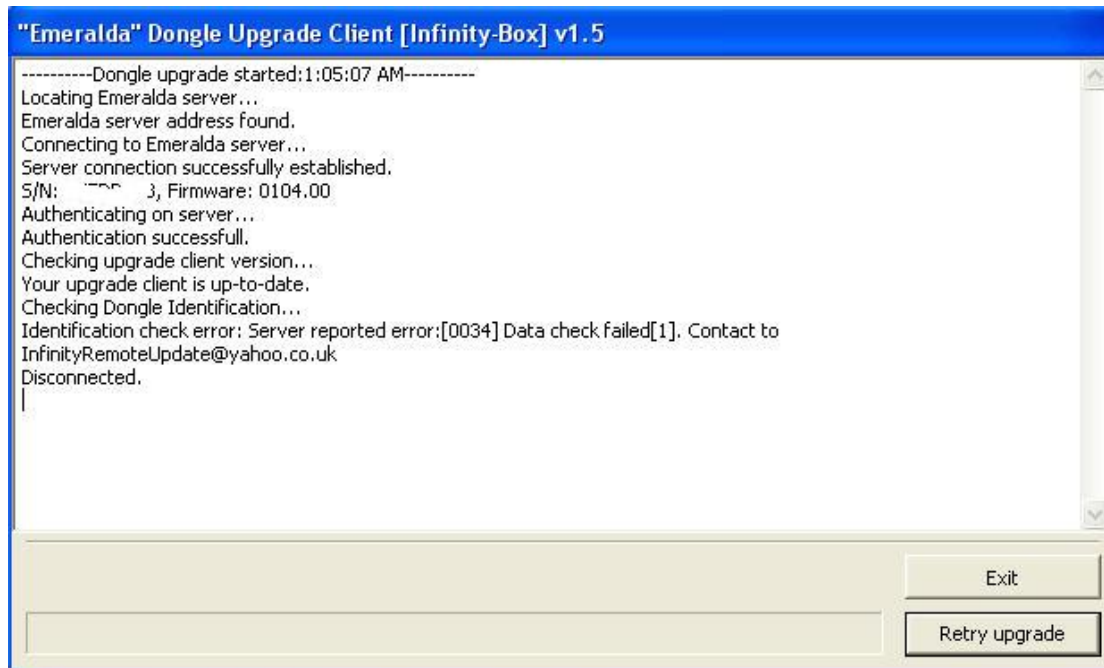 "Emeralda" Dongle Upgrade Client [Infinity-Box] v1.5
----------Dongle upgrade started:1:05:07 AM----------
Locating Emeralda server...
Emeralda server address found.
Connecting to Emeralda server...
Server connection successfully established.
S/N: 3, Firmware: 0104.00
Authenticating on server...
Authentication successfull.
Checking upgrade client version...
Your upgrade client is up-to-date.
Checking Dongle Identification...
Identification check error: Server reported error:[0034] Data check failed[1]. Contact to
InfinityRemoteUpdate@yahoo.co.uk
Disconnected.
Exit
Retry upgrade